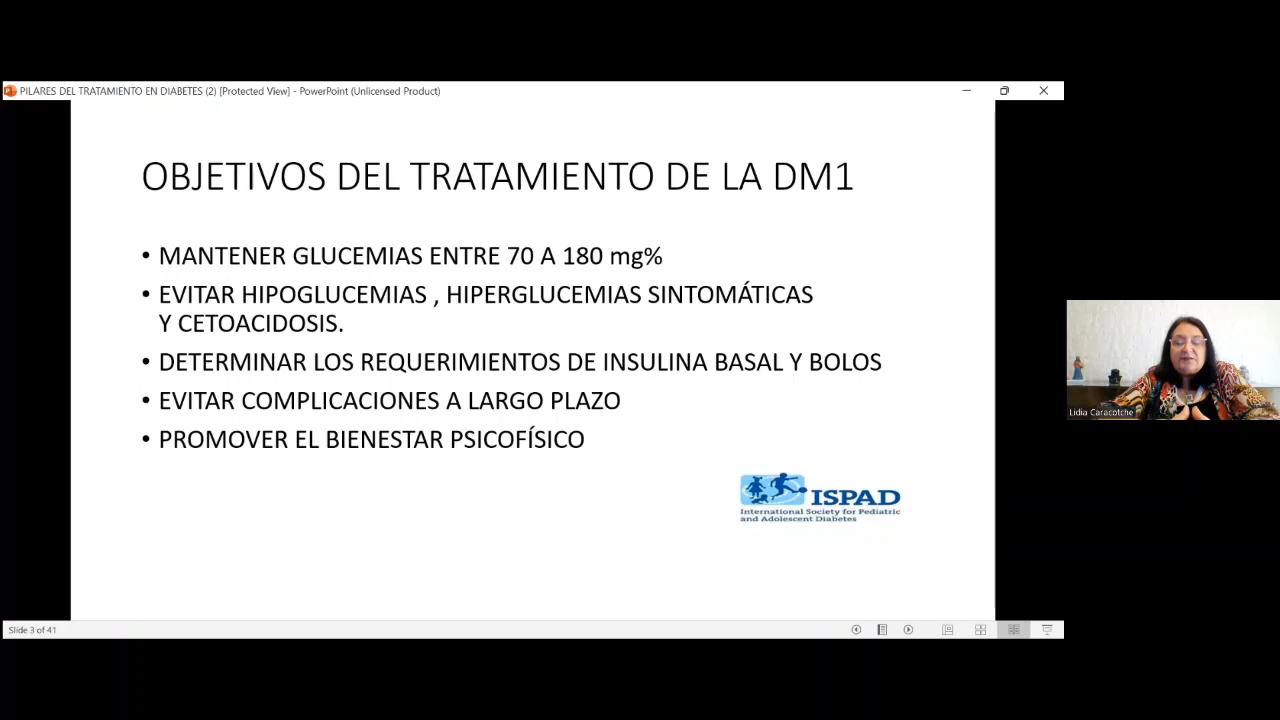 PILARES DEL TRATAMIENTO EN DIABETES (2) [Protected View] - PowerPoint (Unlicensed Product)
OBJETIVOS DEL TRATAMIENTO DE LA DM1
• MANTENER GLUCEMIAS ENTRE 70 A 180 mg%
• EVITAR HIPOGLUCEMIAS , HIPERGLUCEMIAS SINTOMÁTICAS
Y CETOACIDOSIS.
• DETERMINAR LOS REQUERIMIENTOS DE INSULINA BASAL Y BOLOS
• EVITAR COMPLICACIONES A LARGO PLAZO
• PROMOVER EL BIENESTAR PSICOFÍSICO
ISPAD
International Society for Pediatric
and Adolescent Diabetes
Lidia Caracotche
Slide 3 of 41